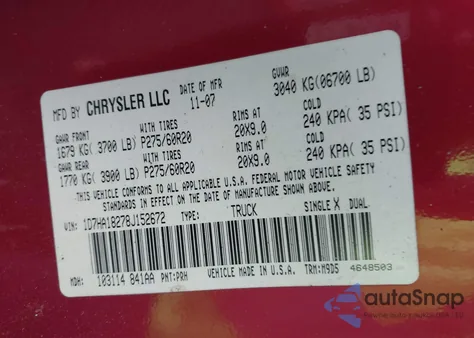 MFD BY CHRYSLER LLC DATE OF MFR 11-07 GVWR 3040 KG(06700 LB)
GAWR FRONT WITH TIRES RIMS AT COLD
1679 KG( 3700 LB) P275/60R20 20X9.0 240 KPA( 35 PSI)
GAWR REAR WITH TIRES RIMS AT COLD
1770 KG( 3900 LB) P275/60R20 20X9.0 240 KPA( 35 PSI)
THIS VEHICLE CONFORMS TO ALL APPLICABLE U.S.A. FEDERAL MOTOR VEHICLE SAFETY
STANDARDS IN EFFECT ON THE DATE OF MANUFACTURE SHOWN ABOVE.
VIN: 1D7HA18278J152672 TYPE: TRUCK SINGLE X DUAL
MDH: 103114 841AA PNT:PRH VEHICLE MADE IN U.S.A. TRM:M9D5 4648503
autaSnap